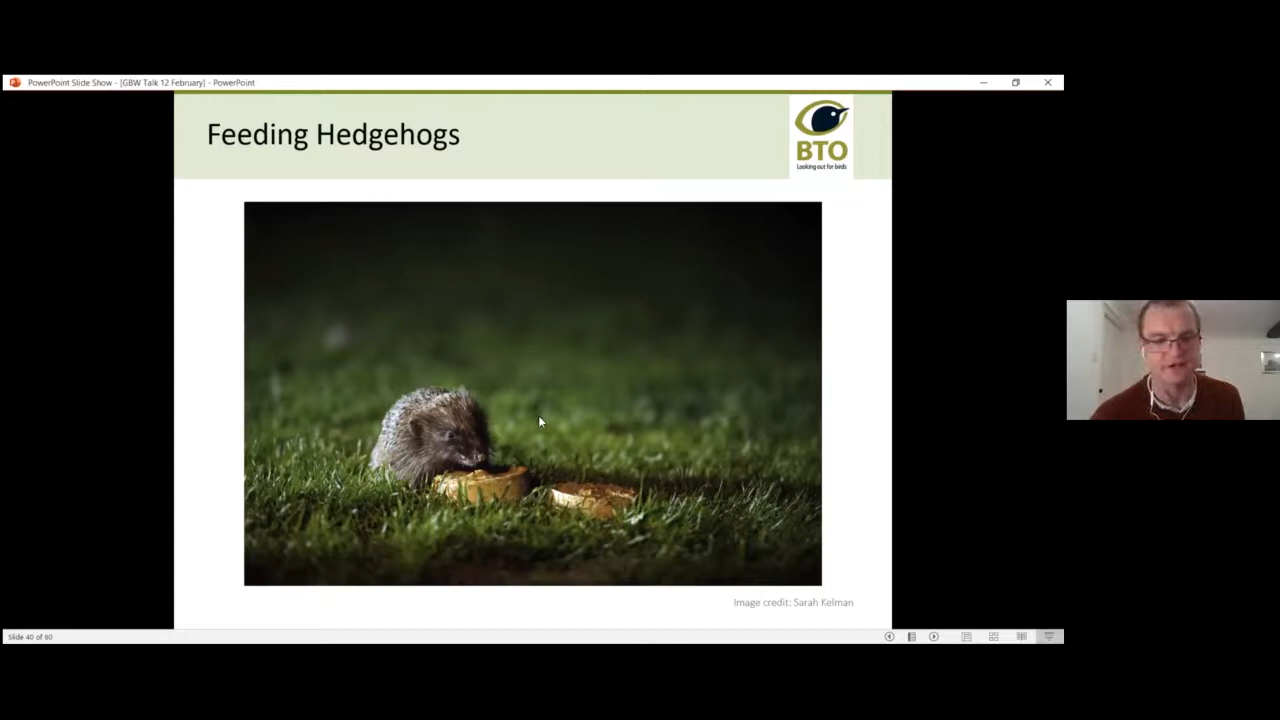 PowerPoint Slide Show - [GBW Talk 12 February] - PowerPoint
Feeding Hedgehogs
BTO
Looking out for birds
Image credit: Sarah Kelman
Slide 40 of 60